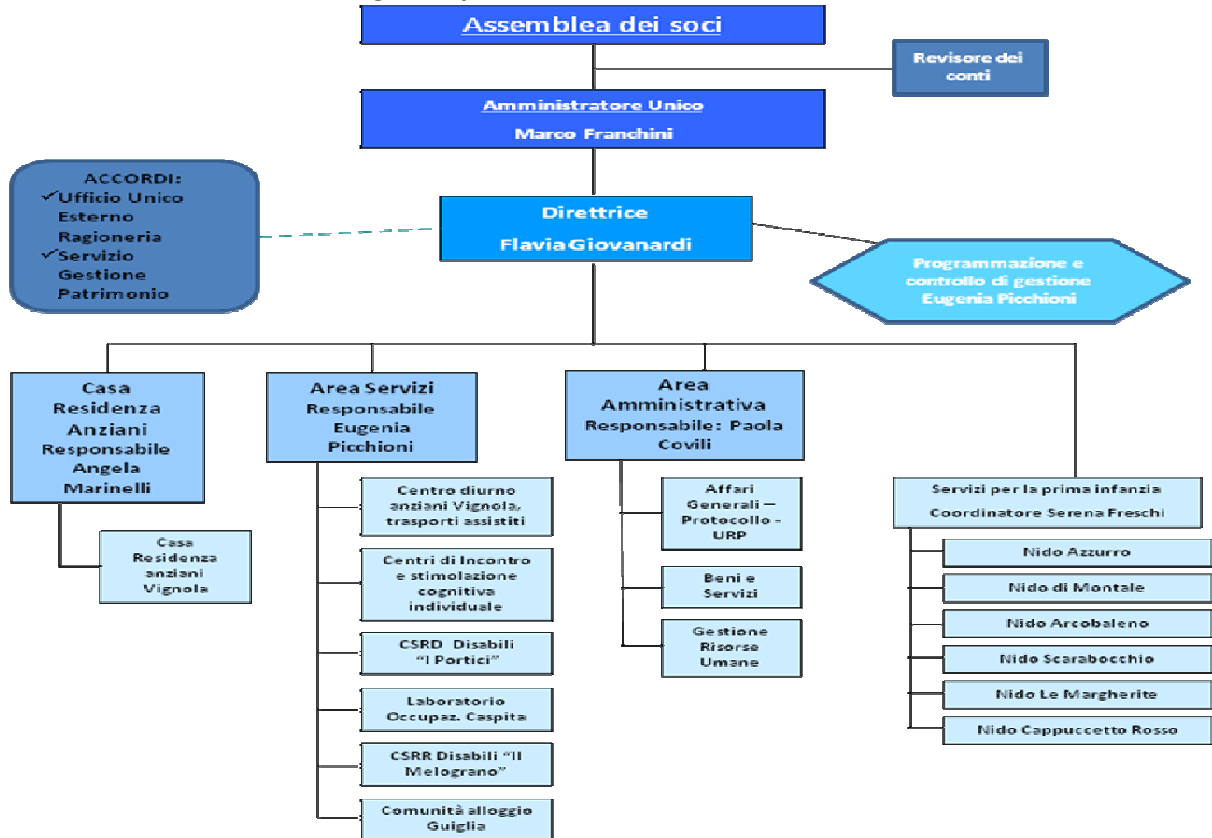 Assemblea dei soci
Revisore dei
conti
Amministratore Unico
Marco Franchini
ACCORDI:
✓Ufficio Unico
Esterno
Ragioneria
✓Servizio
Gestione
Patrimonio
Direttrice
Flavia Giovanardi
Programmazione e
controllo di gestione
Eugenia Picchioni
Casa
Residenza
Anziani
Responsabile
Angela
Marinelli
Casa
Residenza
anziani
Vignola
Area Servizi
Responsabile
Eugenia
Picchioni
Centro diurno
anziani Vignola,
trasporti assistiti
Centri di Incontro
e stimolazione
cognitiva
individuale
CSRD Disabili
"I Portici"
Laboratorio
Occupaz. Caspita
CSRR Disabili "Il
Melograno"
Comunità alloggio
Guiglia
Area
Amministrativa
Responsabile: Paola
Covili
Affari
Generali –
Protocollo -
URP
Beni e
Servizi
Gestione
Risorse
Umane
Servizi per la prima infanzia
Coordinatore Serena Freschi
Nido Azzurro
Nido di Montale
Nido Arcobaleno
Nido Scarabocchio
Nido Le Margherite
Nido Cappuccetto Rosso